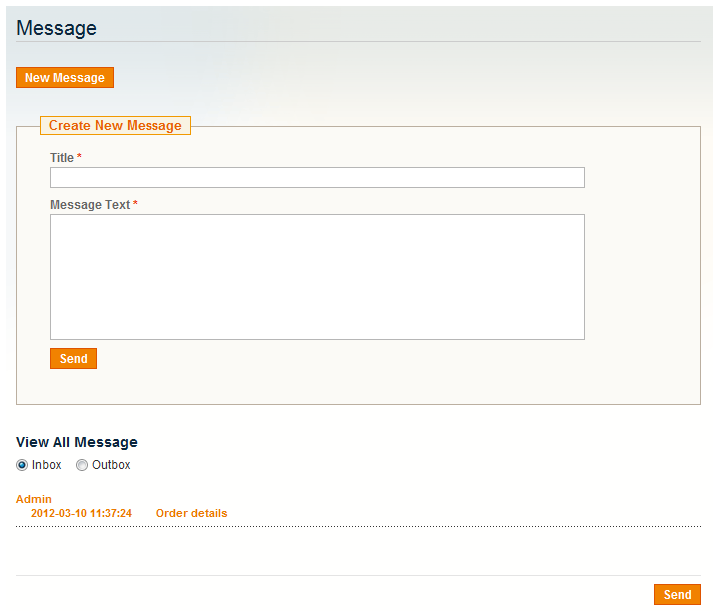 Message
New Message
Create New Message
Title *
Message Text *
Send
View All Message
Inbox Outbox
Admin
2012-03-10 11:37:24 Order details
Send